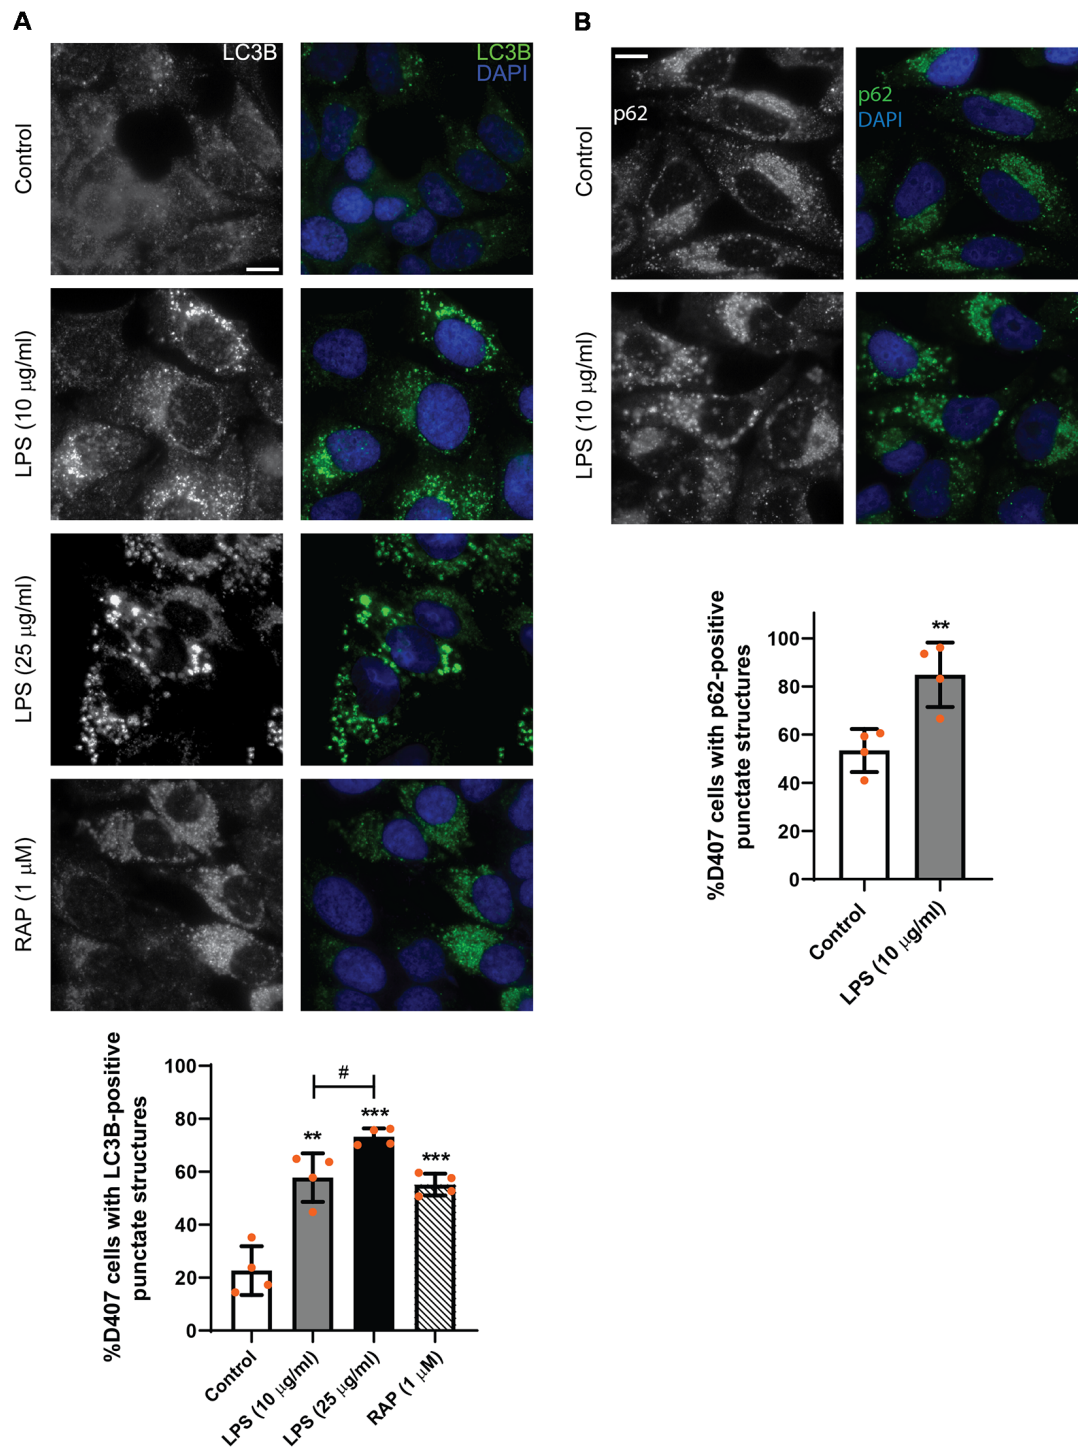 A
LC3B
LC3B
DAPI
Control
LPS (10 μg/ml)
LPS (25 μg/ml)
RAP (1 μM)
%D407 cells with LC3B-positive
punctate structures
100
80
60
40
20
0
**
#
***
***
Control
LPS (10 μg/ml)
LPS (25 μg/ml)
RAP (1 μM)
B
p62
p62
DAPI
Control
LPS (10 μg/ml)
%D407 cells with p62-positive
punctate structures
100
80
60
40
20
0
**
Control
LPS (10 μg/ml)